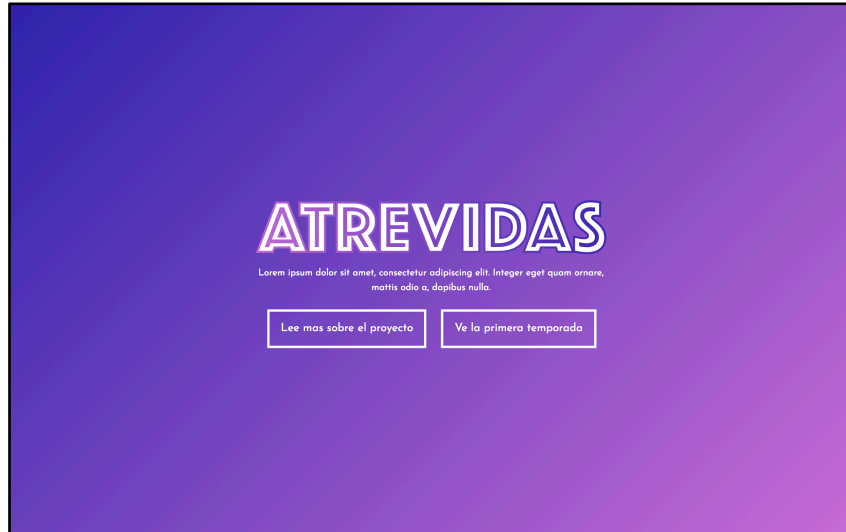 ATREVIDAS
Lorem ipsum dolor sit amet, consectetur adipiscing elit. Integer eget quam ornare,
mattis odio a, dapibus nulla.
Lee mas sobre el proyecto
Ve la primera temporada